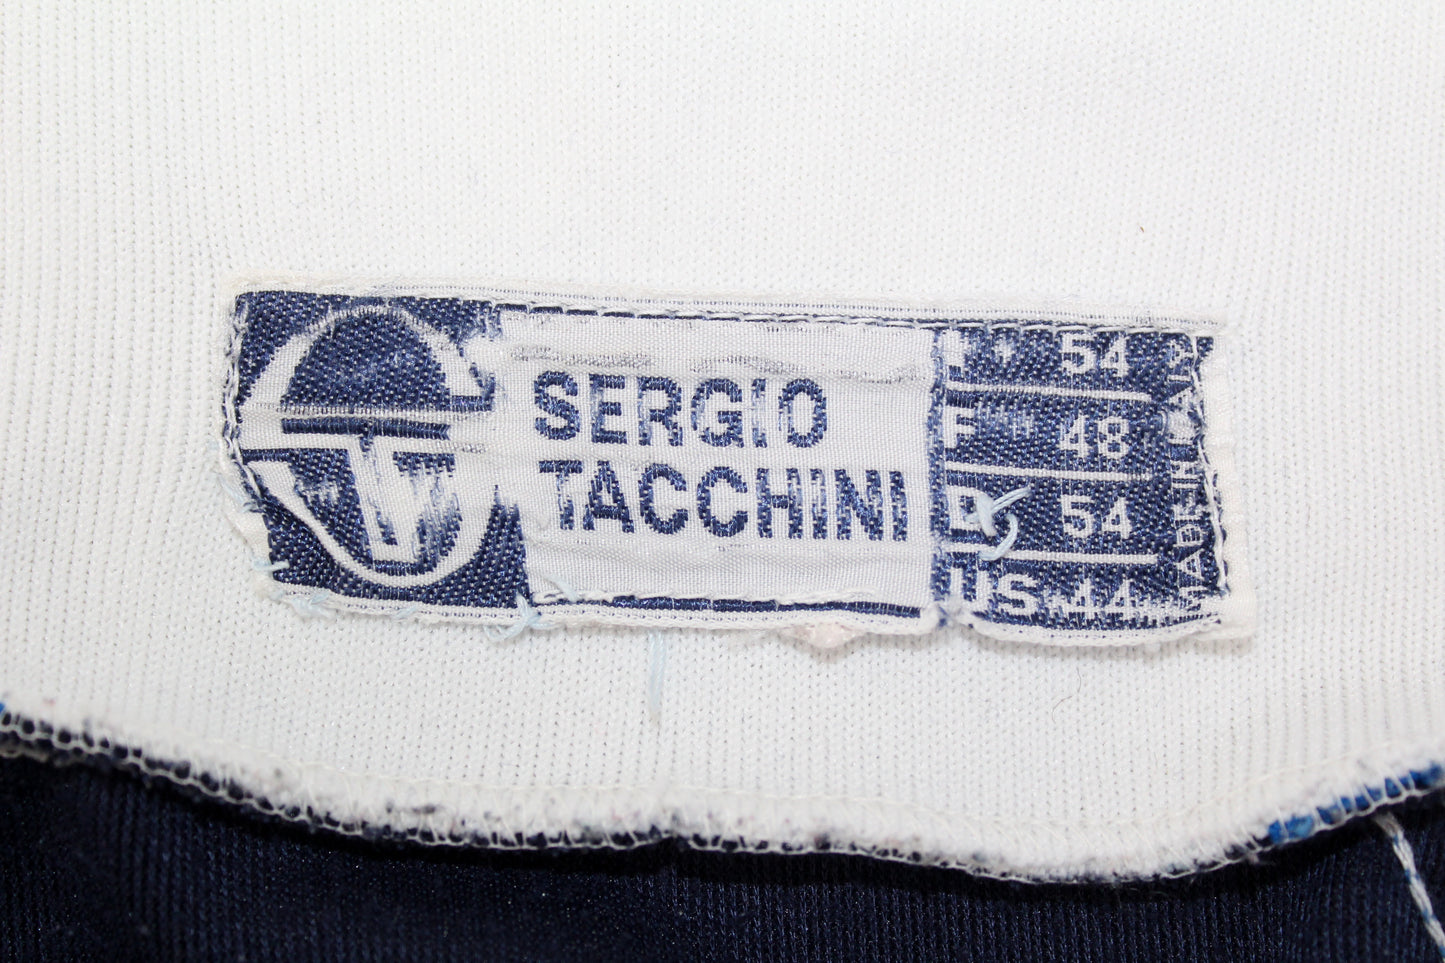 SERGIO
TACCHINI
I 54
F 48
D 54
US 44
MADE IN ITALY